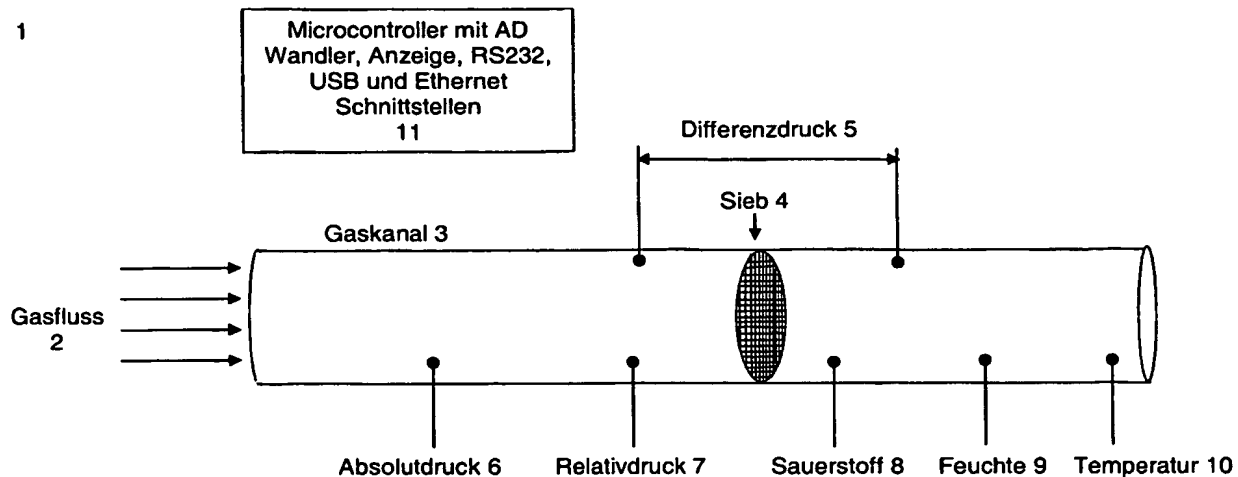 1
Microcontroller mit AD
Wandler, Anzeige, RS232,
USB und Ethernet
Schnittstellen
11
Differenzdruck 5
Sieb 4
Gaskanal 3
Gasfluss
2
Absolutdruck 6
Relativdruck 7
Sauerstoff 8
Feuchte 9
Temperatur 10